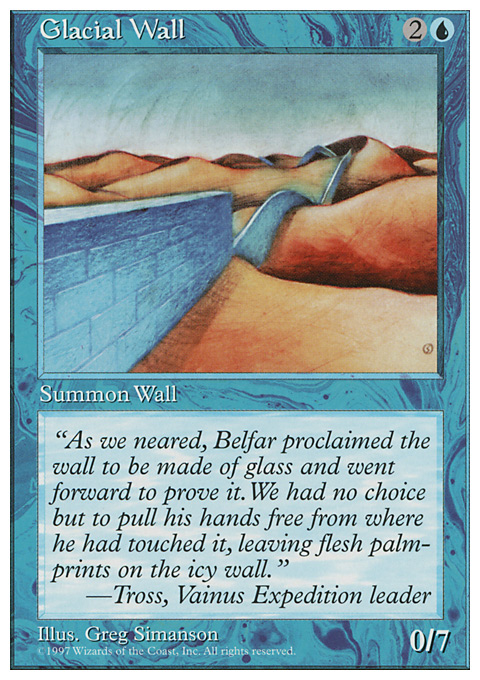 Glacial Wall 2
Summon Wall
“As we neared, Belfar proclaimed the
wall to be made of glass and went
forward to prove it. We had no choice
but to pull his hands free from where
he had touched it, leaving flesh palm-
prints on the icy wall.”
—Tross, Vainus Expedition leader
Illus. Greg Simanson
©1997 Wizards of the Coast, Inc. All rights reserved.
0/7